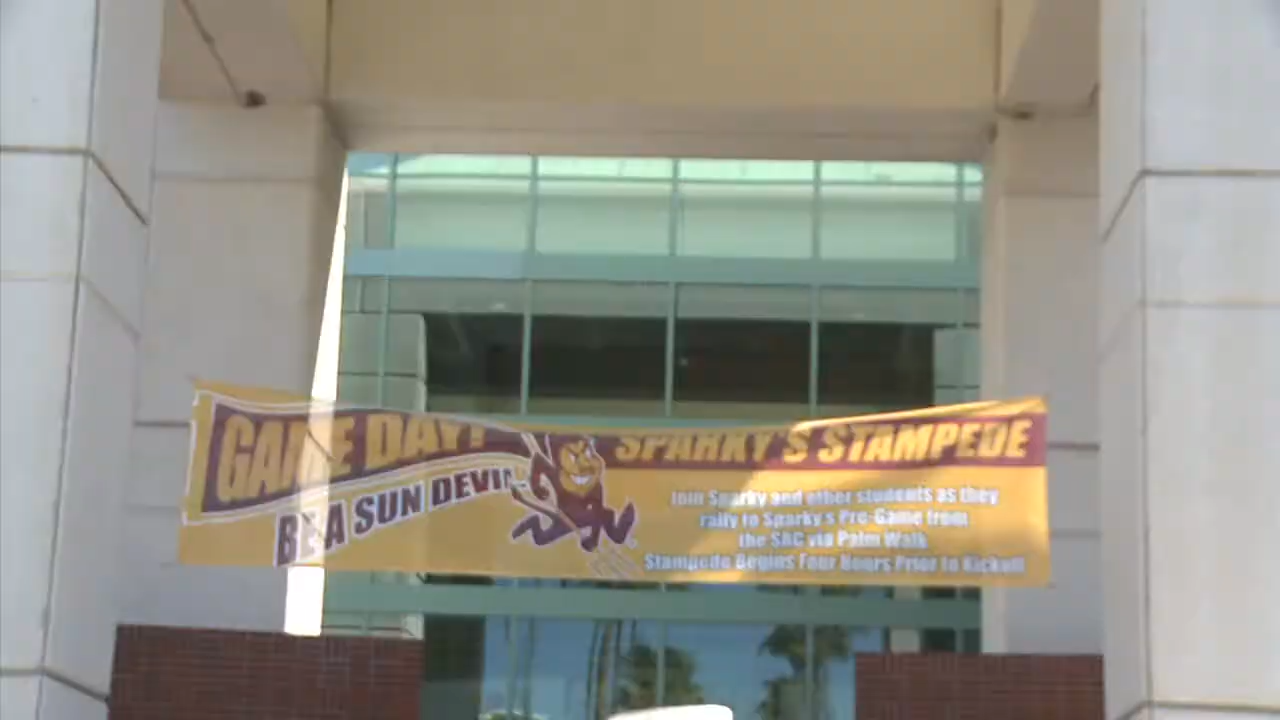 GAME DAY!
BE A SUN DEVIL
SPARKY'S STAMPEDE
Join Sparky and other students as they
rally to Sparky's Pre-Game from
the SRC via Palm Walk
Stampede Begins Four Hours Prior to Kickoff